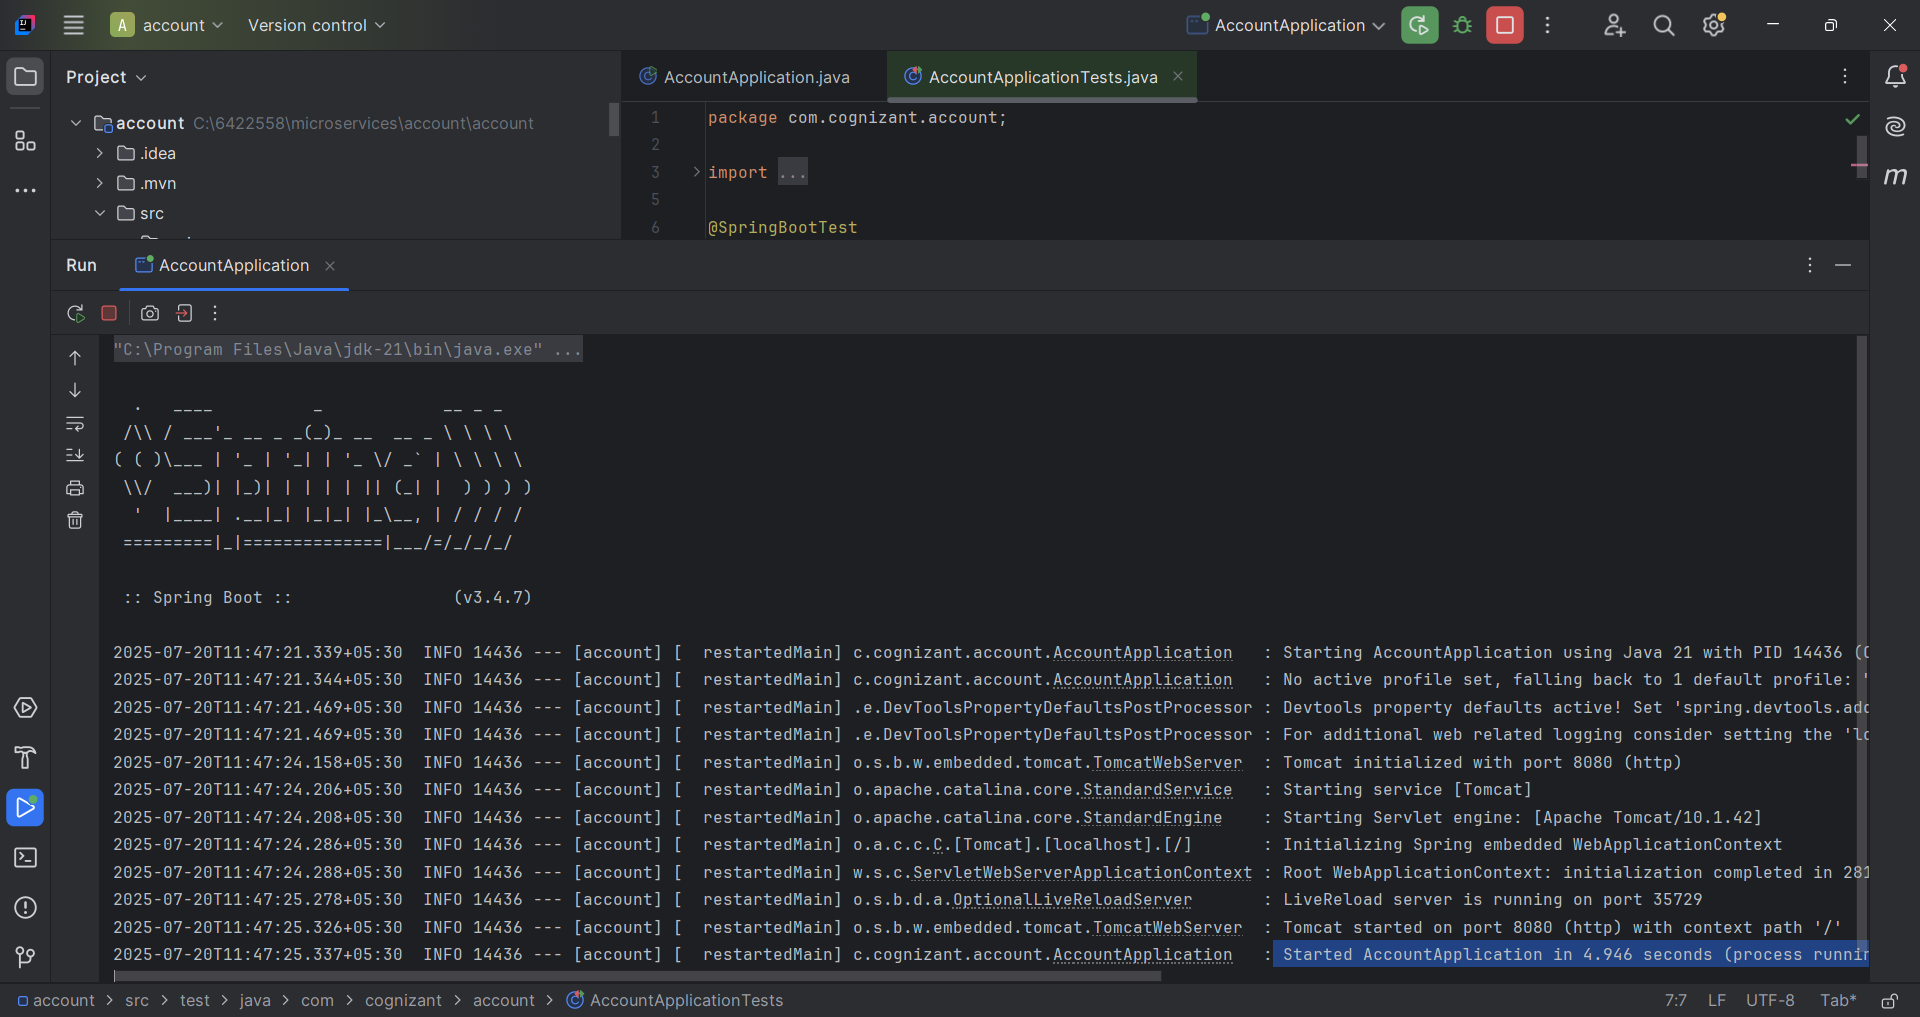 A account Version control AccountApplication
Project
AccountApplication.java AccountApplicationTests.java
account C:\6422558\microservices\account\account
.idea
.mvn
src
1 package com.cognizant.account;
2
3 import ...
5
6 @SpringBootTest
m
Run AccountApplication
"C:\Program Files\Java\jdk-21\bin\java.exe" ...
  .   ____          _            __ _ _
 /\\ / ___'_ __ _ _(_)_ __  __ _ \ \ \ \
( ( )\___ | '_ | '_| | '_ \/ _` | \ \ \ \
 \\/  ___)| |_)| | | | | || (_| |  ) ) ) )
  '  |____| .__|_| |_|_| |_\__, | / / / /
 =========|_|==============|___/=/_/_/_/
 :: Spring Boot ::                (v3.4.7)
2025-07-20T11:47:21.339+05:30  INFO 14436 --- [account] [  restartedMain] c.cognizant.account.AccountApplication   : Starting AccountApplication using Java 21 with PID 14436 (C
2025-07-20T11:47:21.344+05:30  INFO 14436 --- [account] [  restartedMain] c.cognizant.account.AccountApplication   : No active profile set, falling back to 1 default profile: "
2025-07-20T11:47:21.469+05:30  INFO 14436 --- [account] [  restartedMain] .e.DevToolsPropertyDefaultsPostProcessor : Devtools property defaults active! Set 'spring.devtools.add
2025-07-20T11:47:21.469+05:30  INFO 14436 --- [account] [  restartedMain] .e.DevToolsPropertyDefaultsPostProcessor : For additional web related logging consider setting the 'lo
2025-07-20T11:47:24.158+05:30  INFO 14436 --- [account] [  restartedMain] o.s.b.w.embedded.tomcat.TomcatWebServer  : Tomcat initialized with port 8080 (http)
2025-07-20T11:47:24.206+05:30  INFO 14436 --- [account] [  restartedMain] o.apache.catalina.core.StandardService   : Starting service [Tomcat]
2025-07-20T11:47:24.208+05:30  INFO 14436 --- [account] [  restartedMain] o.apache.catalina.core.StandardEngine    : Starting Servlet engine: [Apache Tomcat/10.1.42]
2025-07-20T11:47:24.286+05:30  INFO 14436 --- [account] [  restartedMain] o.a.c.c.C.[Tomcat].[localhost].[/]       : Initializing Spring embedded WebApplicationContext
2025-07-20T11:47:24.288+05:30  INFO 14436 --- [account] [  restartedMain] w.s.c.ServletWebServerApplicationContext : Root WebApplicationContext: initialization completed in 281
2025-07-20T11:47:25.278+05:30  INFO 14436 --- [account] [  restartedMain] o.s.b.d.a.OptionalLiveReloadServer       : LiveReload server is running on port 35729
2025-07-20T11:47:25.326+05:30  INFO 14436 --- [account] [  restartedMain] o.s.b.w.embedded.tomcat.TomcatWebServer  : Tomcat started on port 8080 (http) with context path '/'
2025-07-20T11:47:25.337+05:30  INFO 14436 --- [account] [  restartedMain] c.cognizant.account.AccountApplication   : Started AccountApplication in 4.946 seconds (process runnin
account > src > test > java > com > cognizant > account > AccountApplicationTests 7:7 LF UTF-8 Tab*